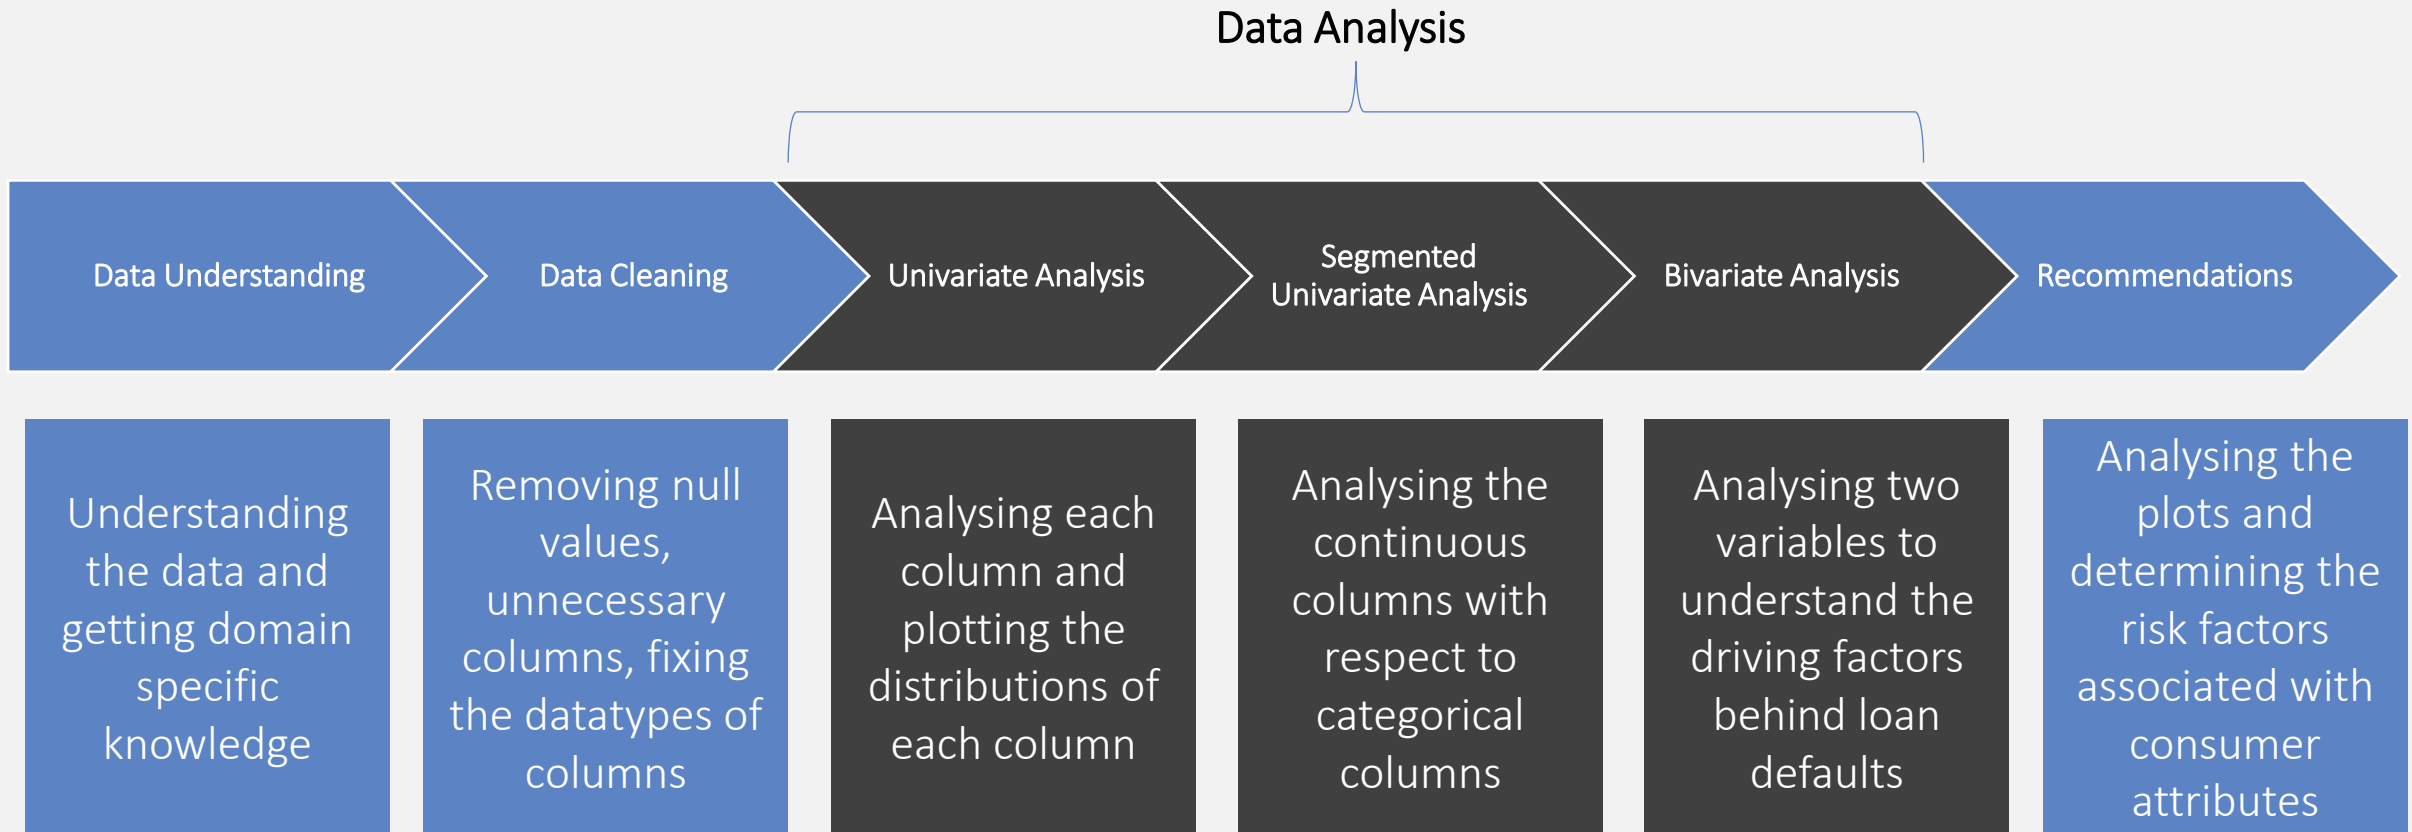 Data Analysis
Data Understanding
Data Cleaning
Univariate Analysis
Segmented
Univariate Analysis
Bivariate Analysis
Recommendations
Understanding
the data and
getting domain
specific
knowledge
Removing null
values,
unnecessary
columns, fixing
the datatypes of
columns
Analysing each
column and
plotting the
distributions of
each column
Analysing the
continuous
columns with
respect to
categorical
columns
Analysing two
variables to
understand the
driving factors
behind loan
defaults
Analysing the
plots and
determining the
risk factors
associated with
consumer
attributes